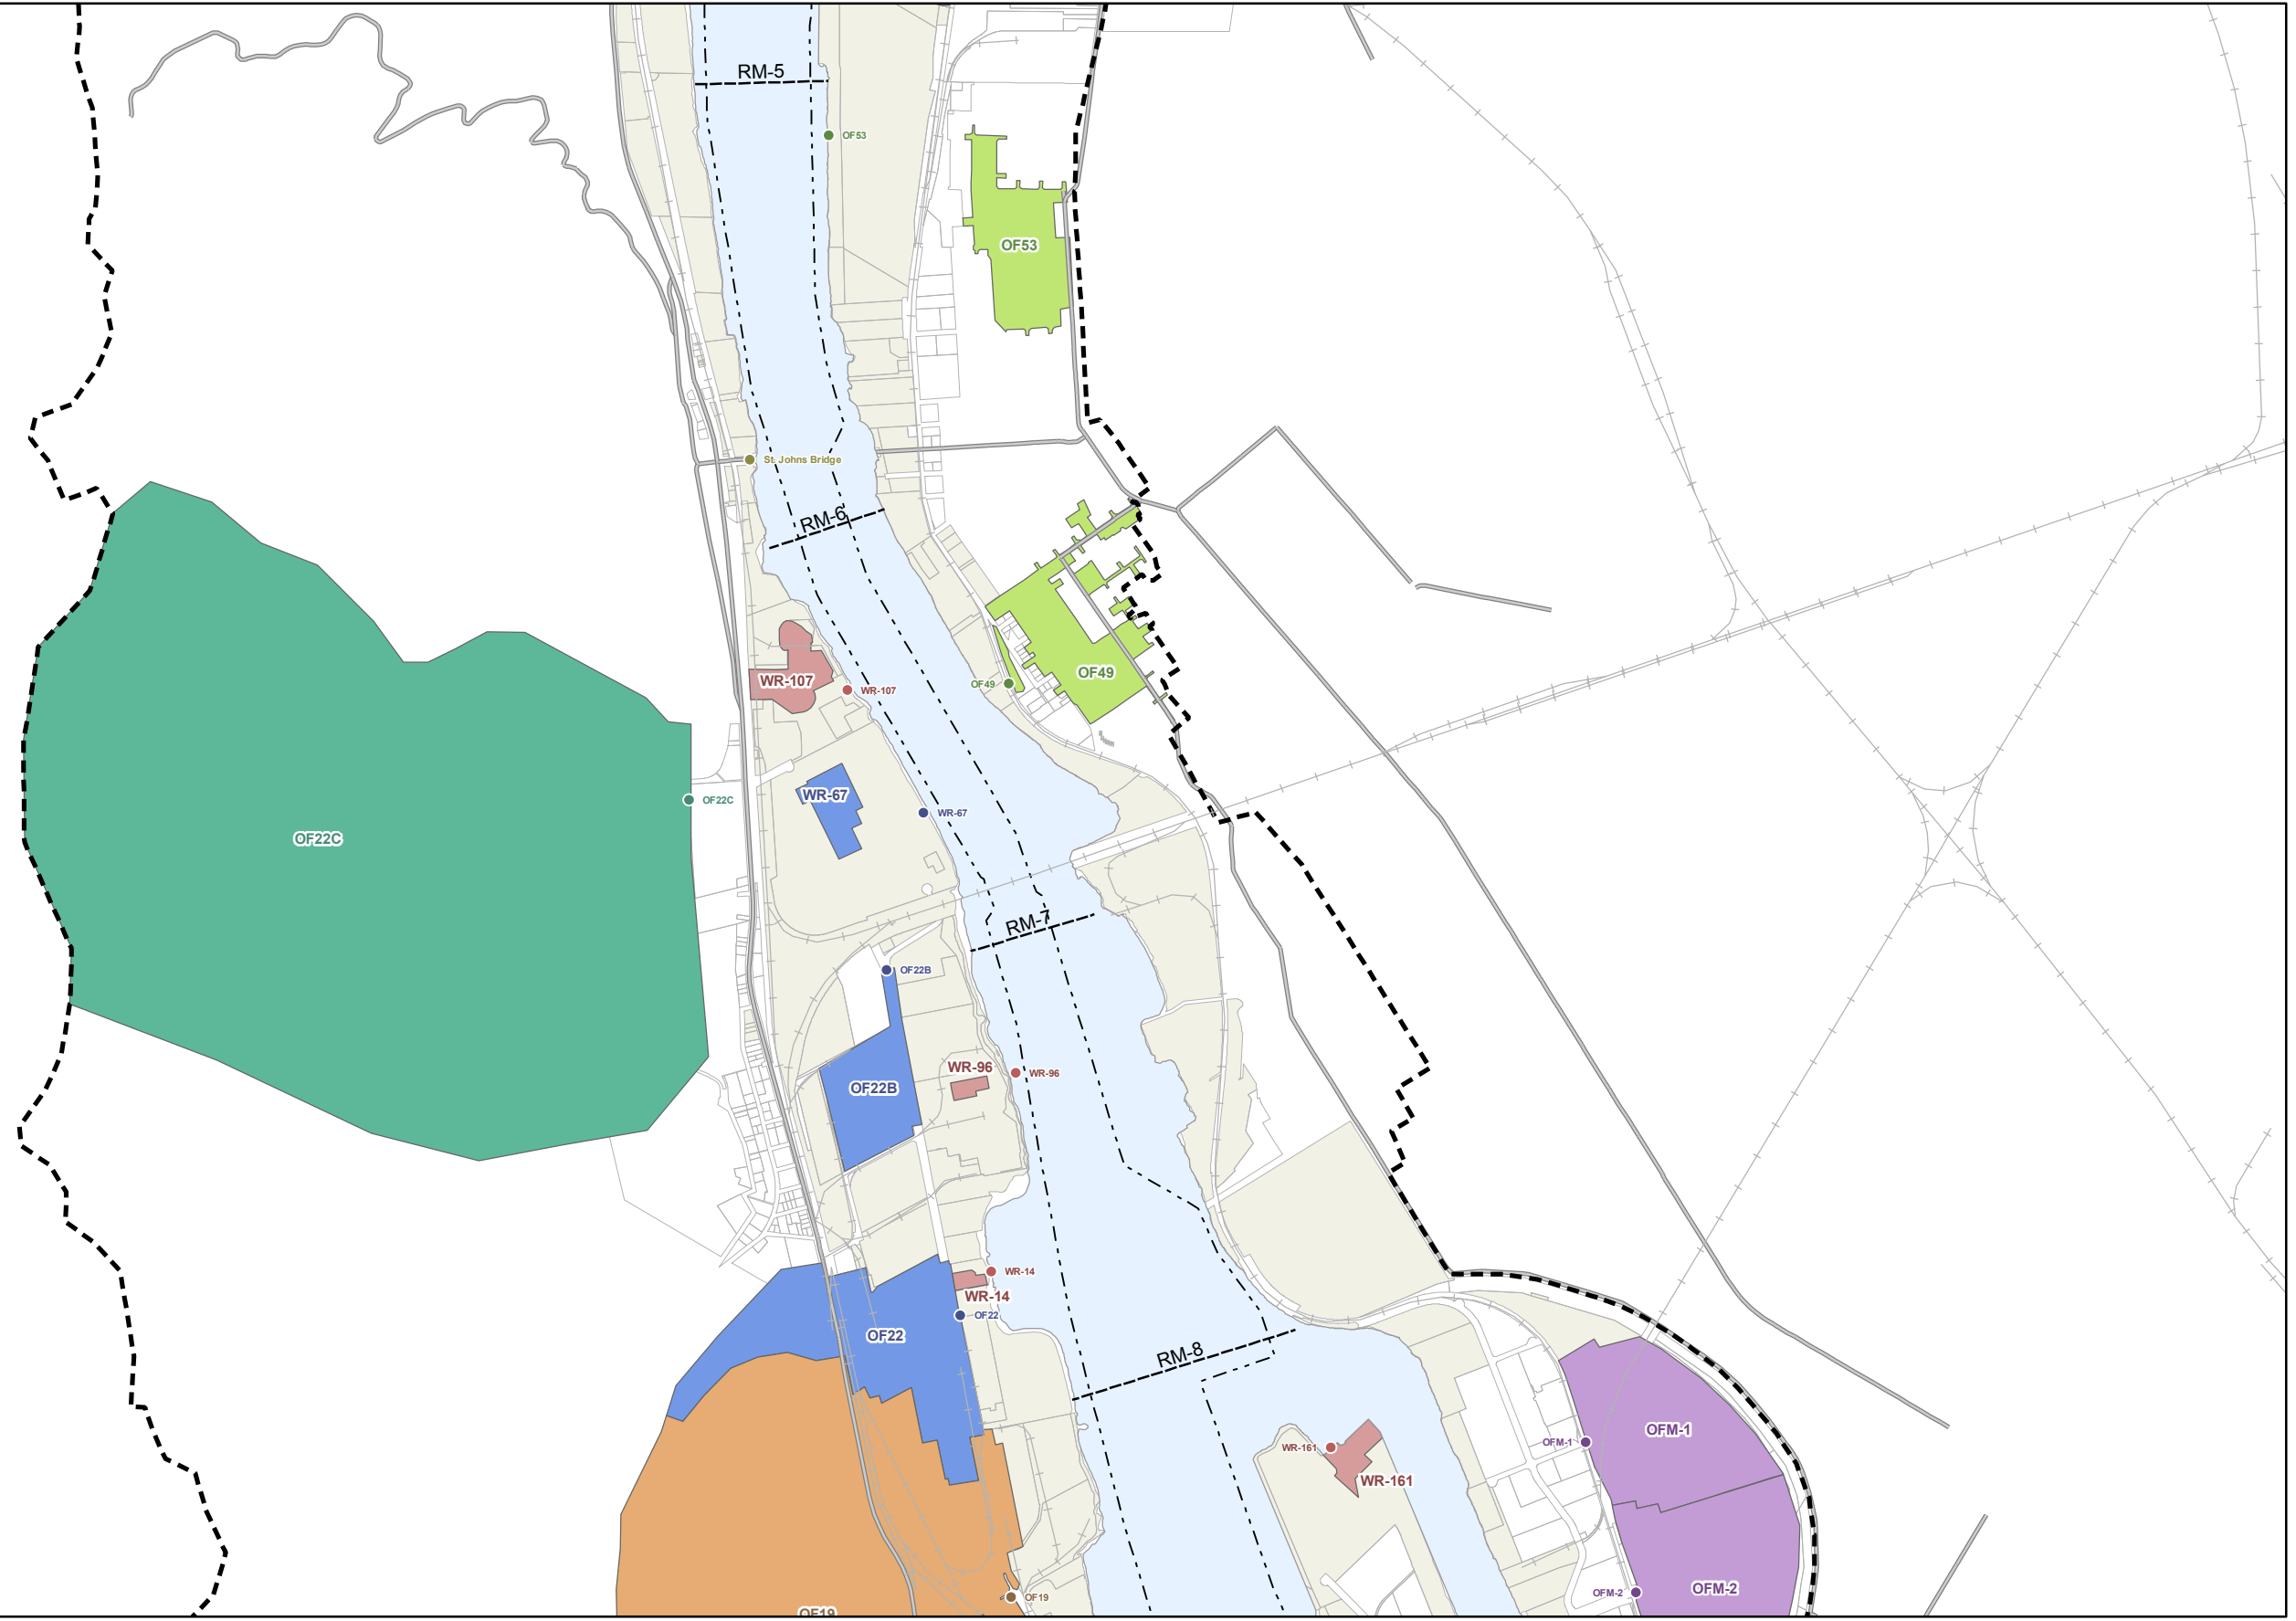 RM-5
OF53
OF53
St. Johns Bridge
RM-6
WR-107
WR-107
OF49
OF49
WR-67
WR-67
OF22C
OF22C
RM-7
OF22B
OF22B
WR-96
WR-96
WR-14
WR-14
OF22
OF22
RM-8
WR-161
WR-161
OFM-1
OFM-1
OFM-2
OFM-2
OF19
OF19